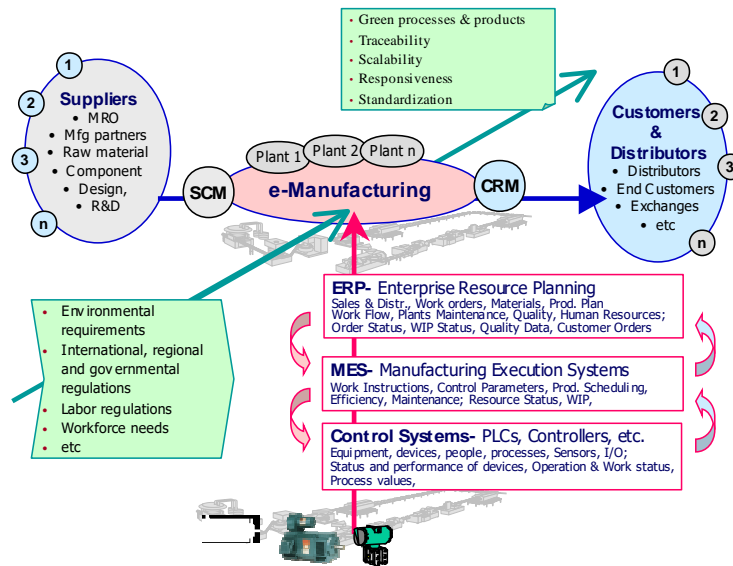 • Green processes & products
• Traceability
• Scalability
• Responsiveness
• Standardization
1
2
3
n
Suppliers
• MRO
• Mfg partners
• Raw material
• Component
• Design,
• R&D
Plant 1
Plant 2
Plant n
SCM
e-Manufacturing
CRM
1
2
3
n
Customers
&
Distributors
• Distributors
• End Customers
• Exchanges
• etc
• Environmental
requirements
• International, regional
and governmental
regulations
• Labor regulations
• Workforce needs
• etc
ERP- Enterprise Resource Planning
Sales & Distr., Work orders, Materials, Prod. Plan
Work Flow, Plants Maintenance, Quality, Human Resources;
Order Status, WIP Status, Quality Data, Customer Orders
MES- Manufacturing Execution Systems
Work Instructions, Control Parameters, Prod. Scheduling,
Efficiency, Maintenance; Resource Status, WIP,
Control Systems- PLCs, Controllers, etc.
Equipment, devices, people, processes, Sensors, I/O;
Status and performance of devices, Operation & Work status,
Process values,